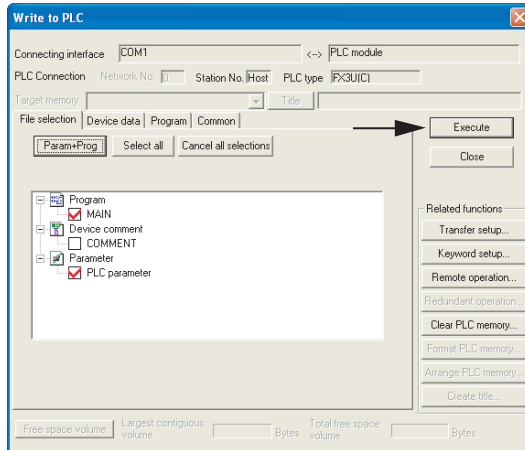 Write to PLC
Connecting interface COM1 <--> PLC module
PLC Connection Network No. 0 Station No. Host PLC type FX3U(C)
Target memory Title
File selection Device data Program Common
Execute
Param+Prog Select all Cancel all selections
Close
Program
MAIN
Device comment
COMMENT
Parameter
PLC parameter
Related functions
Transfer setup...
Keyword setup...
Remote operation...
Redundant operation...
Clear PLC memory...
Format PLC memory...
Arrange PLC memory...
Create title...
Free space volume Largest contiguous volume Bytes Total free space volume Bytes